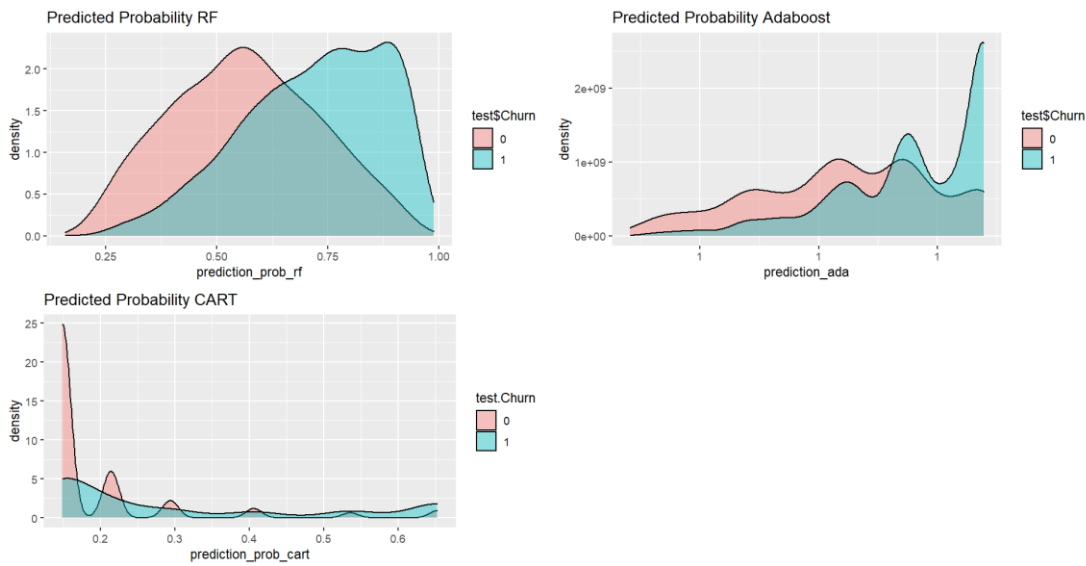 Predicted Probability RF
2.0
1.5
1.0
0.5
0.0
density
0.25
0.50
0.75
1.00
prediction_prob_rf
test$Churn
0
1
Predicted Probability Adaboost
2e+09
1e+09
0e+00
density
1
1
1
prediction_ada
test$Churn
0
1
Predicted Probability CART
25
20
15
10
5
0
density
0.2
0.3
0.4
0.5
0.6
prediction_prob_cart
test.Churn
0
1